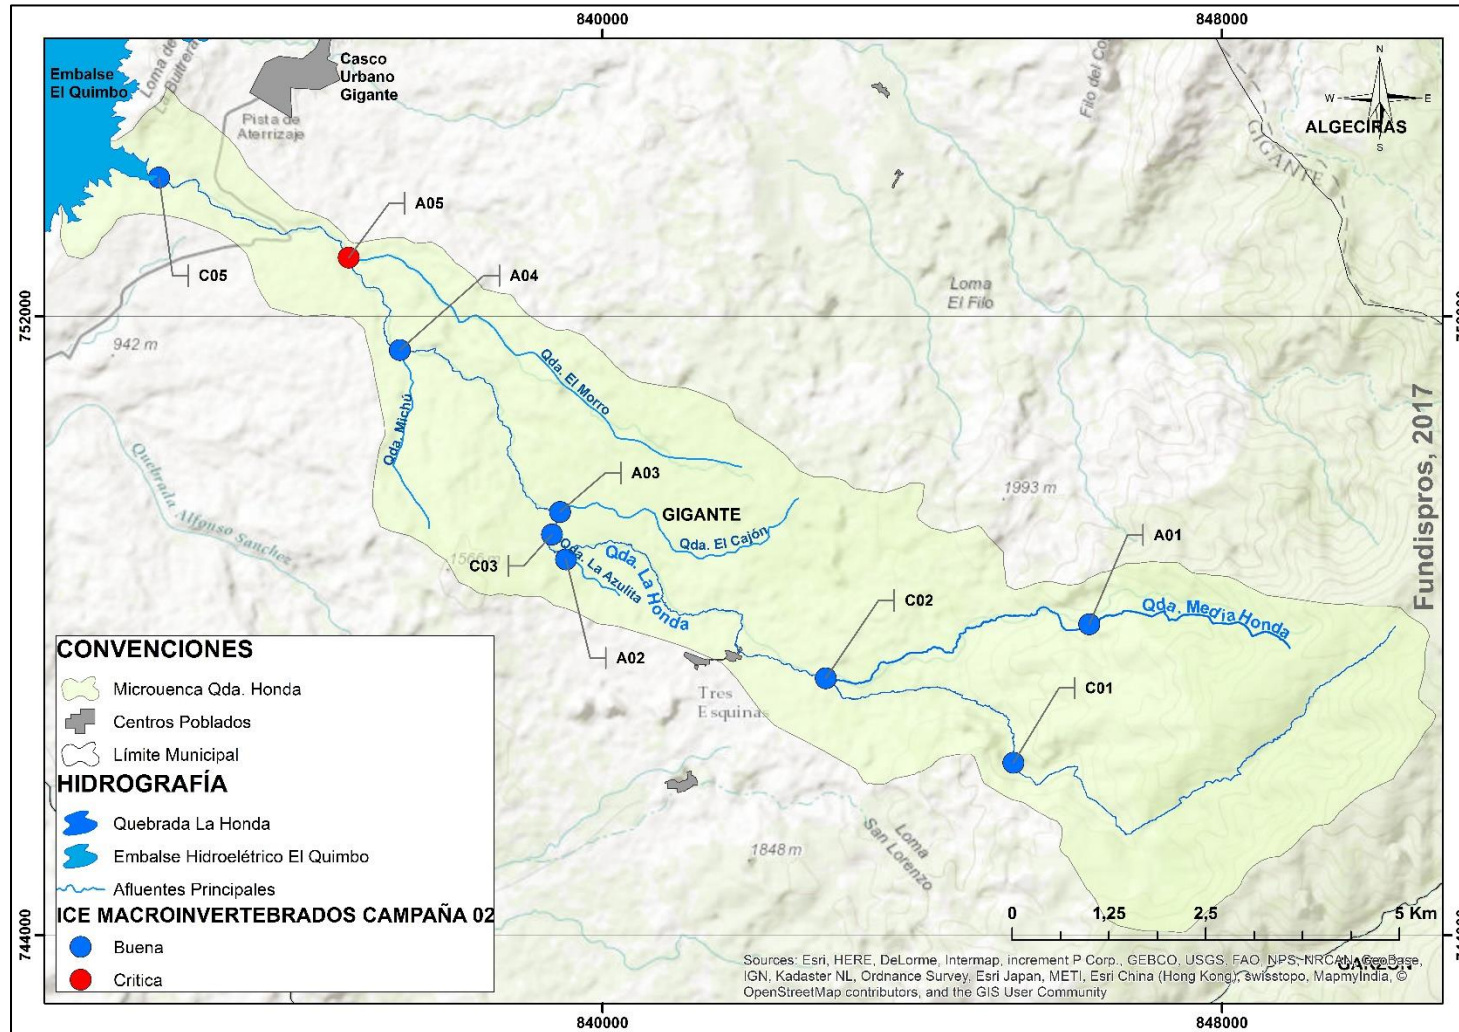 840000
848000
Embalse
El Quimbo
Loma de
La Buitrera
Casco
Urbano
Gigante
Pista de
Aterrizaje
Filo del Co
N
W
E
S
ALGECIRAS
GIGANTE
A05
C05
A04
752000
Loma
El Filo
942 m
Qda. El Morro
Qda. Michú
Quebrada Alfonso Sanchez
A03
1993 m
GIGANTE
Qda. El Cajón
A01
1566 m
C03
Qda. La Azulita
Qda. La Honda
C02
Qda. Media Honda
A02
C01
Tres
Esquinas
Fundispros, 2017
CONVENCIONES
Microuenca Qda. Honda
Centros Poblados
Límite Municipal
HIDROGRAFÍA
Quebrada La Honda
Embalse Hidroelétrico El Quimbo
Afluentes Principales
ICE MACROINVERTEBRADOS CAMPAÑA 02
Buena
Critica
Loma
San Lorenzo
1848 m
0 1,25 2,5 5 Km
744000
GARZÓN
Sources: Esri, HERE, DeLorme, Intermap, increment P Corp., GEBCO, USGS, FAO, NPS, NRCAN, GeoBase,
IGN, Kadaster NL, Ordnance Survey, Esri Japan, METI, Esri China (Hong Kong), swisstopo, MapmyIndia, ©
OpenStreetMap contributors, and the GIS User Community
840000
848000